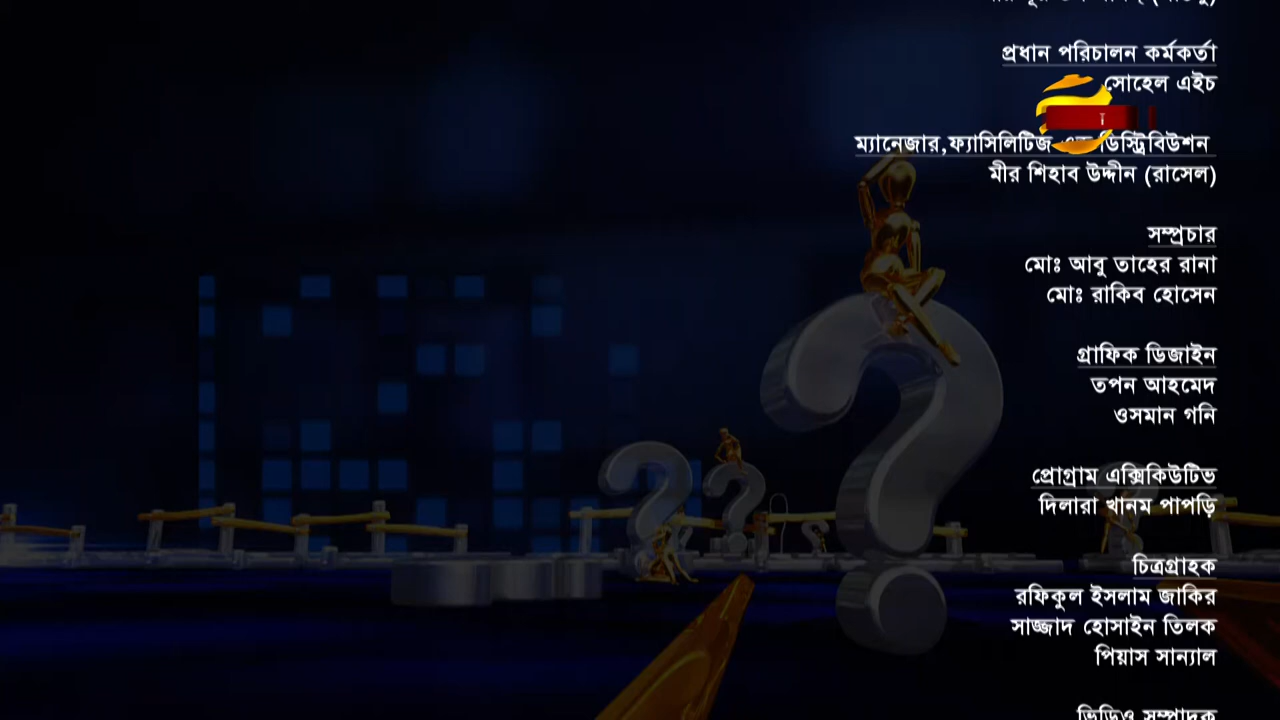 প্রধান পরিচালন কর্মকর্তা
সোহেল এইচ
ম্যানেজার,ফ্যাসিলিটিজ এন্ড ডিস্ট্রিবিউশন
মীর শিহাব উদ্দীন (রাসেল)
সম্প্রচার
মোঃ আবু তাহের রানা
মোঃ রাকিব হোসেন
গ্রাফিক ডিজাইন
তপন আহমেদ
ওসমান গনি
প্রোগ্রাম এক্সিকিউটিভ
দিলারা খানম পাপড়ি
চিত্রগ্রাহক
রফিকুল ইসলাম জাকির
সাজ্জাদ হোসাইন তিলক
পিয়াস সান্যাল
ভিডিও সম্পাদক